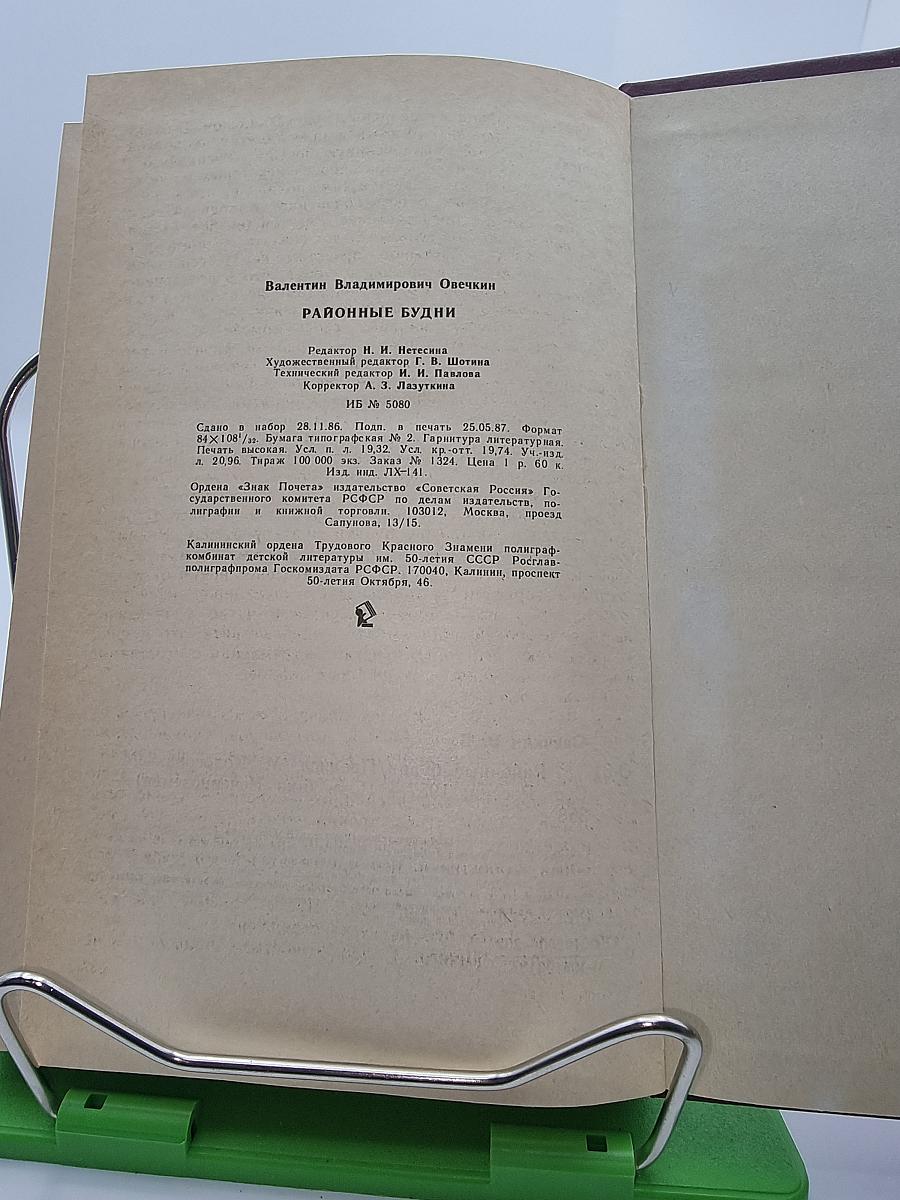 Валентин Владимирович Овечкин
РАЙОННЫЕ БУДНИ
Редактор Н. И. Нетесина
Художественный редактор Г. В. Шотина
Технический редактор И. И. Павлова
Корректор А. З. Лазуткина
ИБ № 5080
Сдано в набор 28.11.86. Подп. в печать 25.05.87. Формат
84×108¹/₃₂. Бумага типографская № 2. Гарнитура литературная.
Печать высокая. Усл. п. л. 19,32. Усл. кр.-отт. 19,74. Уч.-изд.
л. 20,96. Тираж 100 000 экз. Заказ № 1324. Цена 1 р. 60 к.
Изд. инд. ЛХ-141.
Ордена «Знак Почета» издательство «Советская Россия» Го-
сударственного комитета РСФСР по делам издательств, по-
лиграфии и книжной торговли. 103012, Москва, проезд
Сапунова, 13/15.
Калининский ордена Трудового Красного Знамени полиграф-
комбинат детской литературы им. 50-летия СССР Росглав-
полиграфпрома Госкомиздата РСФСР. 170040, Калинин, проспект
50-летия Октября, 46.